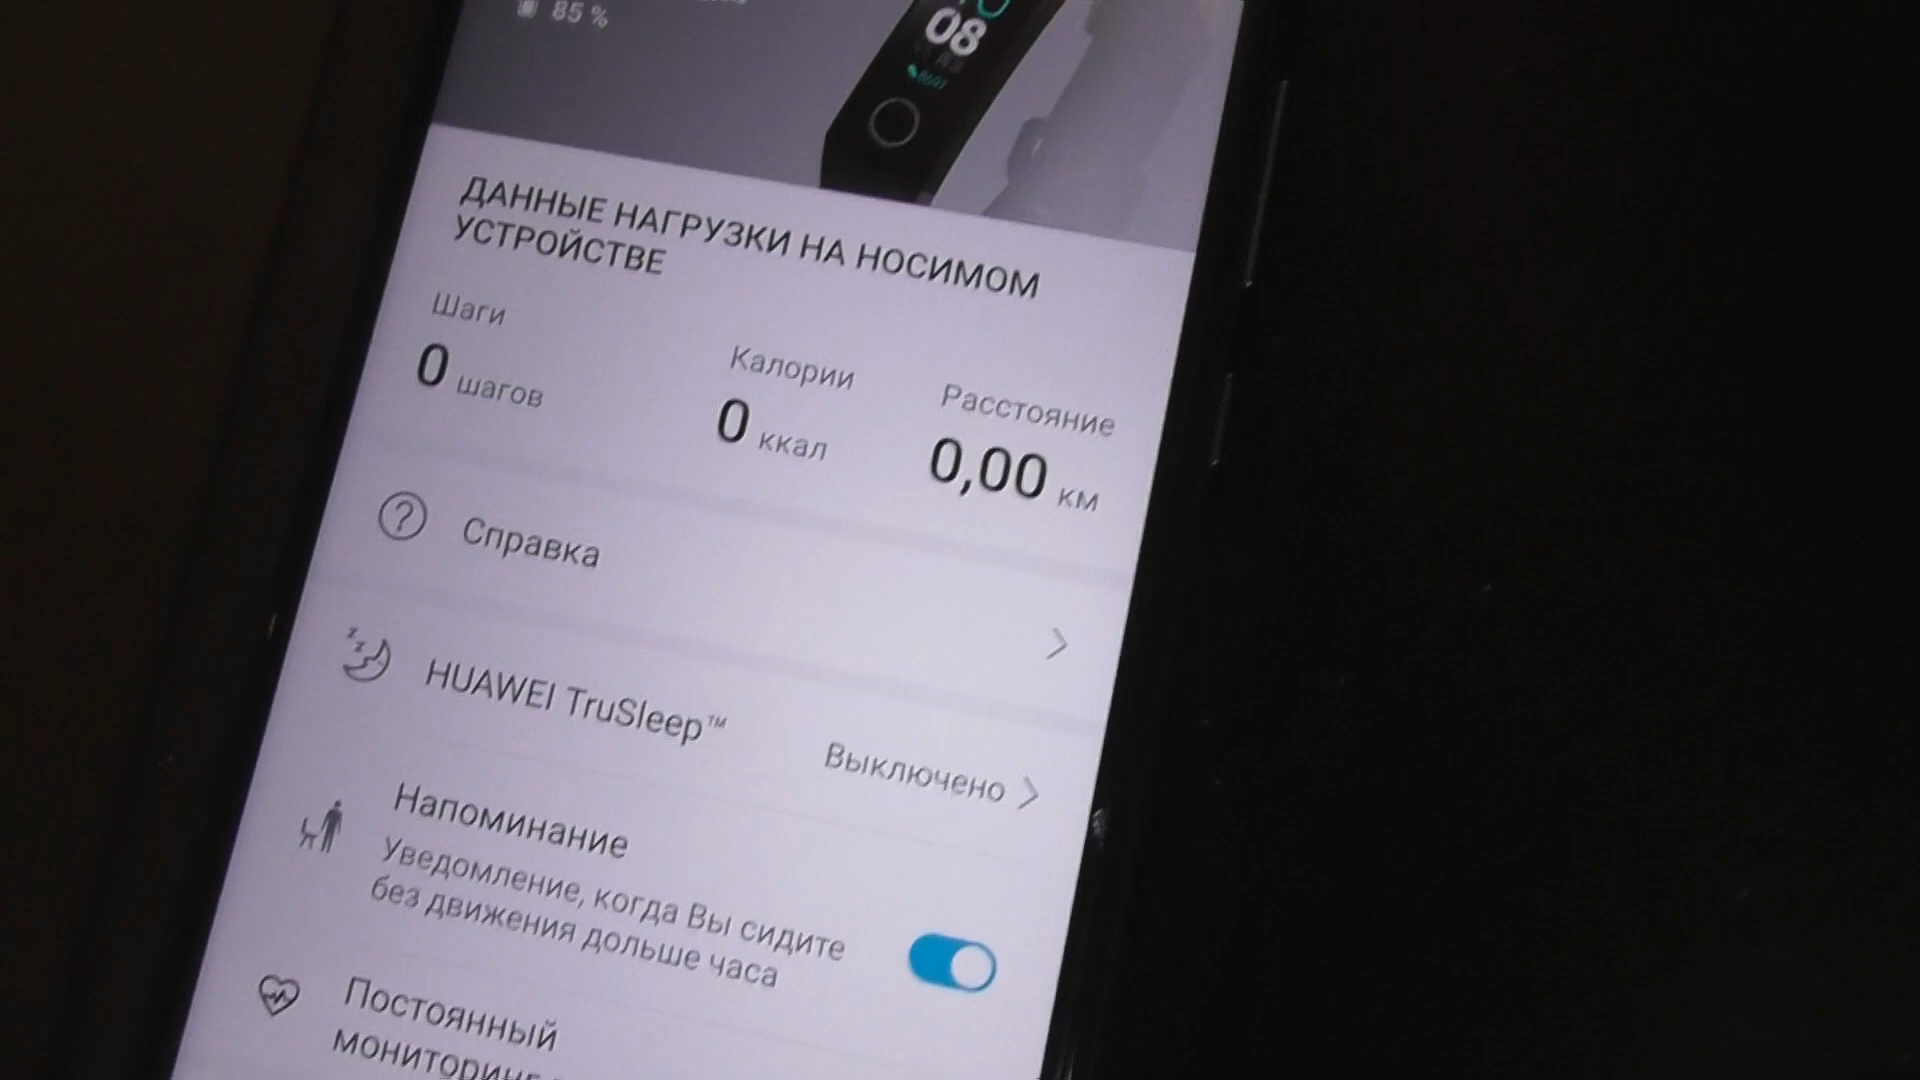 85 %
08
ДАННЫЕ НАГРУЗКИ НА НОСИМОМ
УСТРОЙСТВЕ
Шаги
Калории
Расстояние
0 шагов
0 ккал
0,00 км
Справка
HUAWEI TruSleep™
Выключено
Напоминание
Уведомление, когда Вы сидите
без движения дольше часа
Постоянный